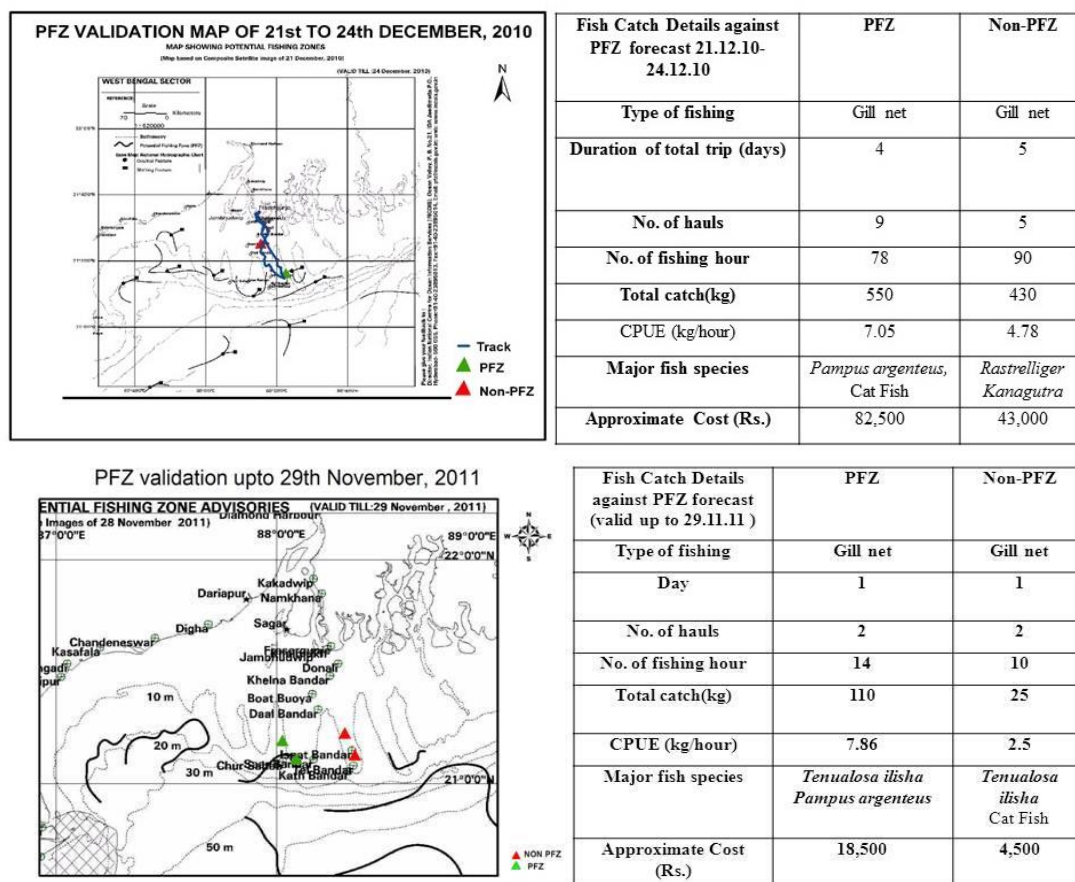 PFZ VALIDATION MAP OF 21st TO 24th DECEMBER, 2010
MAP SHOWING POTENTIAL FISHING ZONES
(Map based on Composite Satellite image of 21 December, 2010)
(VALID TILL :24 December, 2010)
WEST BENGAL SECTOR
N
Track
PFZ
Non-PFZ
Fish Catch Details against PFZ Non-PFZ
PFZ forecast 21.12.10-
24.12.10
Type of fishing Gill net Gill net
Duration of total trip (days) 4 5
No. of hauls 9 5
No. of fishing hour 78 90
Total catch(kg) 550 430
CPUE (kg/hour) 7.05 4.78
Major fish species Pampus argenteus, Rastrelliger
Cat Fish Kanagutra
Approximate Cost (Rs.) 82,500 43,000
PFZ validation upto 29th November, 2011
ENTIAL FISHING ZONE ADVISORIES (VALID TILL:29 November , 2011)
Images of 28 November 2011)
Diamond Harbour
87°0'0"E 88°0'0"E 89°0'0"E
22°0'0"N
Kakadwip
Dariapur Namkhana
Digha Sagar
Chandeneswar
Kasafala
Jambhudwip
Donali
Khelna Bandar
10 m Boat Buoya
Daal Bandar
20 m Ispat Bandar
30 m Tel Bandar
Kath Bandar 21°0'0"N
50 m
N
W E
S
NON PFZ
PFZ
Fish Catch Details PFZ Non-PFZ
against PFZ forecast
(valid up to 29.11.11 )
Type of fishing Gill net Gill net
Day 1 1
No. of hauls 2 2
No. of fishing hour 14 10
Total catch(kg) 110 25
CPUE (kg/hour) 7.86 2.5
Major fish species Tenualosa ilisha Tenualosa
Pampus argenteus ilisha
Cat Fish
Approximate Cost 18,500 4,500
(Rs.)